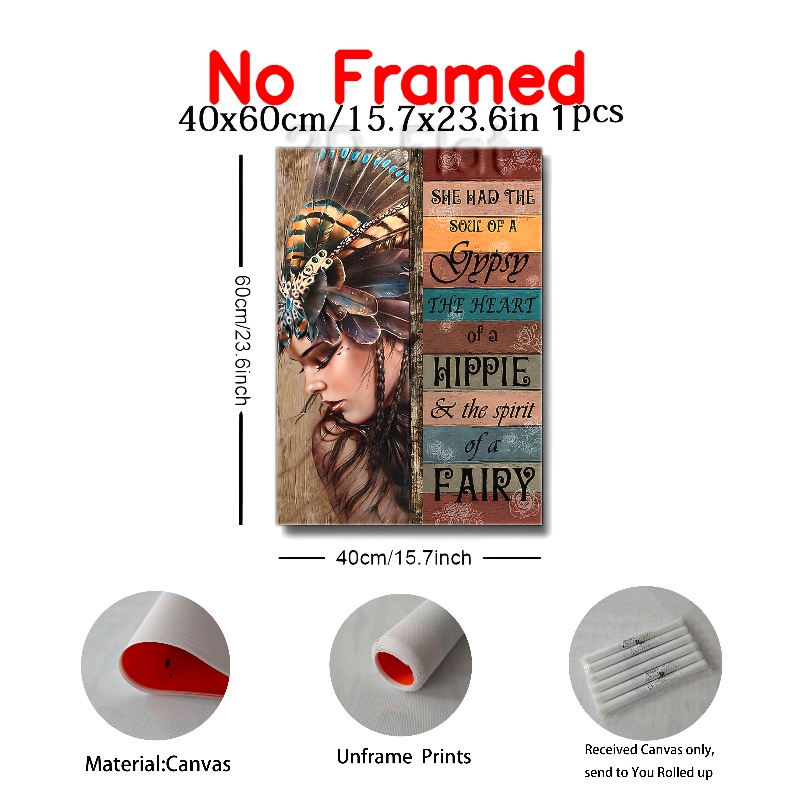 No Framed
40x60cm/15.7x23.6in 1pcs
SHE HAD THE
SOUL OF A
Gypsy
THE HEART
of a
HIPPIE
& the spirit
of a
FAIRY
60cm/23.6inch
40cm/15.7inch
Material:Canvas
Unframe Prints
Received Canvas only,
send to You Rolled up